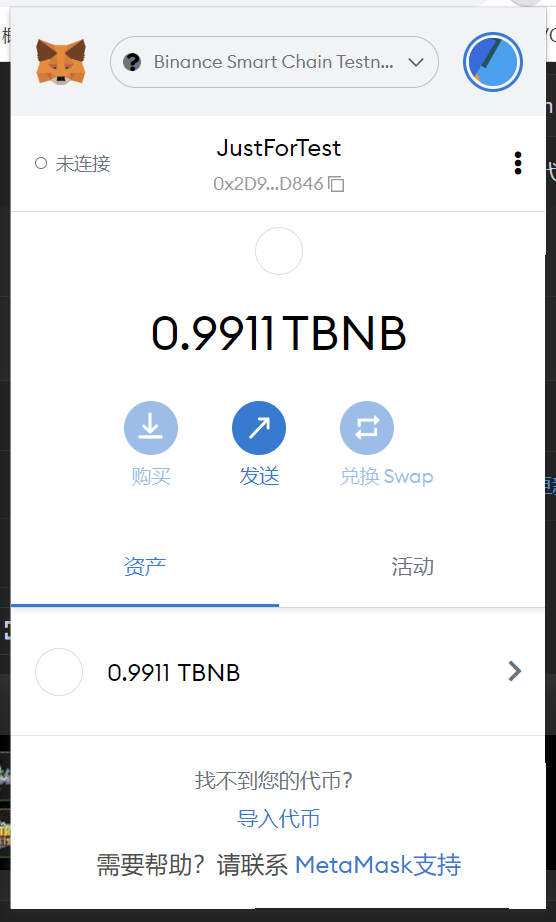 Binance Smart Chain Testn...
未连接
JustForTest
0x2D9...D846
0.9911 TBNB
购买
发送
兑换 Swap
资产
活动
0.9911 TBNB
找不到您的代币?
导入代币
需要帮助? 请联系 MetaMask支持